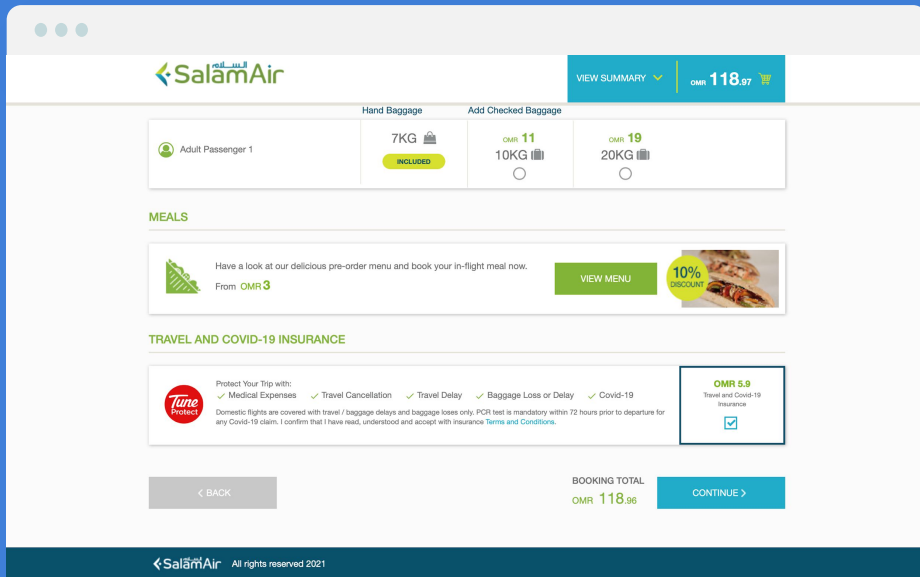 السلام
SalamAir
VIEW SUMMARY
OMR 118.97
Hand Baggage
Add Checked Baggage
Adult Passenger 1
7KG
INCLUDED
OMR 11
10KG
OMR 19
20KG
MEALS
Have a look at our delicious pre-order menu and book your in-flight meal now.
From OMR 3
VIEW MENU
10%
DISCOUNT
TRAVEL AND COVID-19 INSURANCE
Tune
Protect
Protect Your Trip with:
Medical Expenses Travel Cancellation Travel Delay Baggage Loss or Delay Covid-19
Domestic flights are covered with travel / baggage delays and baggage loses only. PCR test is mandatory within 72 hours prior to departure for
any Covid-19 claim. I confirm that I have read, understood and accept with insurance Terms and Conditions.
OMR 5.9
Travel and Covid-19
Insurance
< BACK
BOOKING TOTAL
OMR 118.96
CONTINUE >
السلام
SalamAir All rights reserved 2021